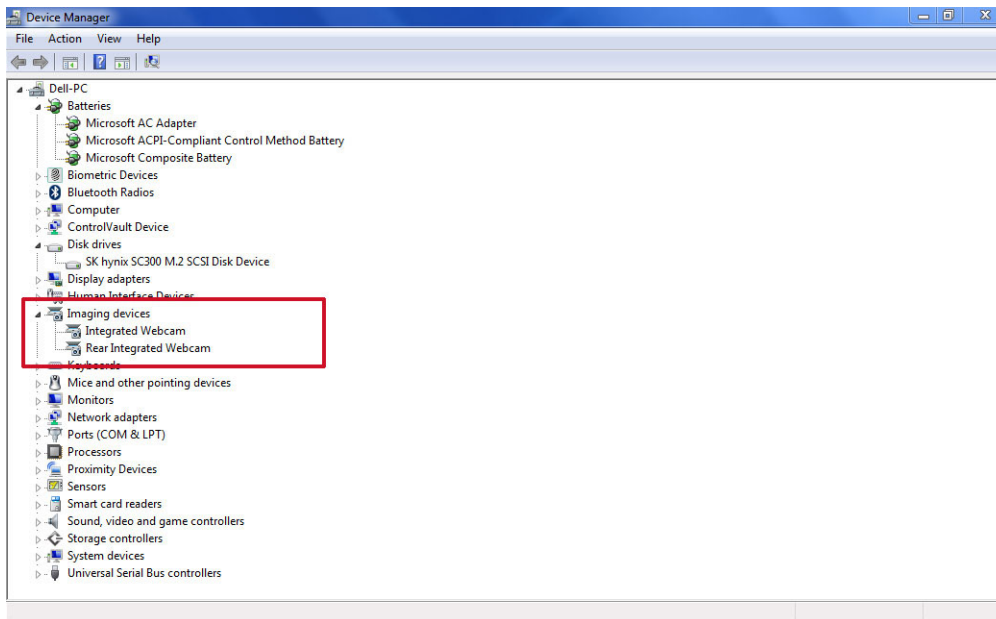 Device Manager
File Action View Help
Dell-PC
Batteries
Microsoft AC Adapter
Microsoft ACPI-Compliant Control Method Battery
Microsoft Composite Battery
Biometric Devices
Bluetooth Radios
Computer
ControlVault Device
Disk drives
SK hynix SC300 M.2 SCSI Disk Device
Display adapters
Human Interface Devices
Imaging devices
Integrated Webcam
Rear Integrated Webcam
Keyboards
Mice and other pointing devices
Monitors
Network adapters
Ports (COM & LPT)
Processors
Proximity Devices
Sensors
Smart card readers
Sound, video and game controllers
Storage controllers
System devices
Universal Serial Bus controllers